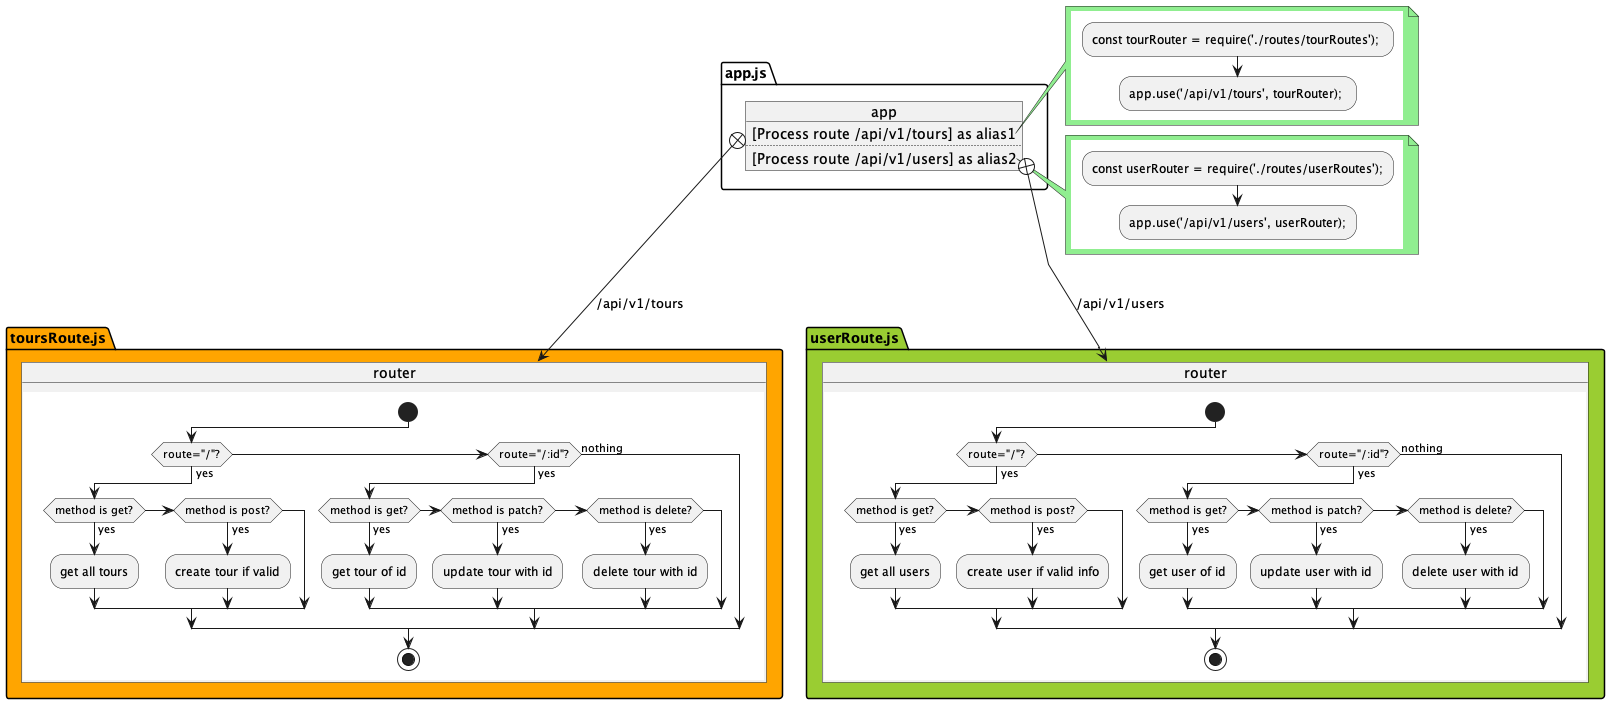 const tourRouter = require('./routes/tourRoutes');
app.use('/api/v1/tours', tourRouter);
app.js
app
[Process route /api/v1/tours] as alias1
[Process route /api/v1/users] as alias2
const userRouter = require('./routes/userRoutes');
app.use('/api/v1/users', userRouter);
/api/v1/tours
/api/v1/users
toursRoute.js
router
route="/"?
route="/:id"?
nothing
yes
yes
method is get?
method is post?
method is get?
method is patch?
method is delete?
yes
yes
yes
yes
yes
get all tours
create tour if valid
get tour of id
update tour with id
delete tour with id
userRoute.js
router
route="/"?
route="/:id"?
nothing
yes
yes
method is get?
method is post?
method is get?
method is patch?
method is delete?
yes
yes
yes
yes
yes
get all users
create user if valid info
get user of id
update user with id
delete user with id